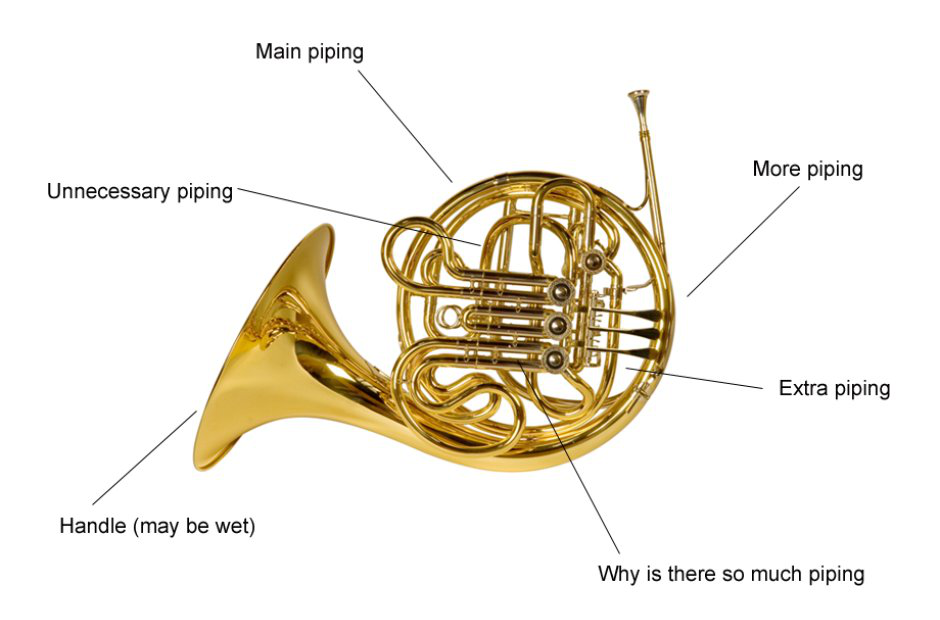 Main piping
More piping
Unnecessary piping
Extra piping
Handle (may be wet)
Why is there so much piping